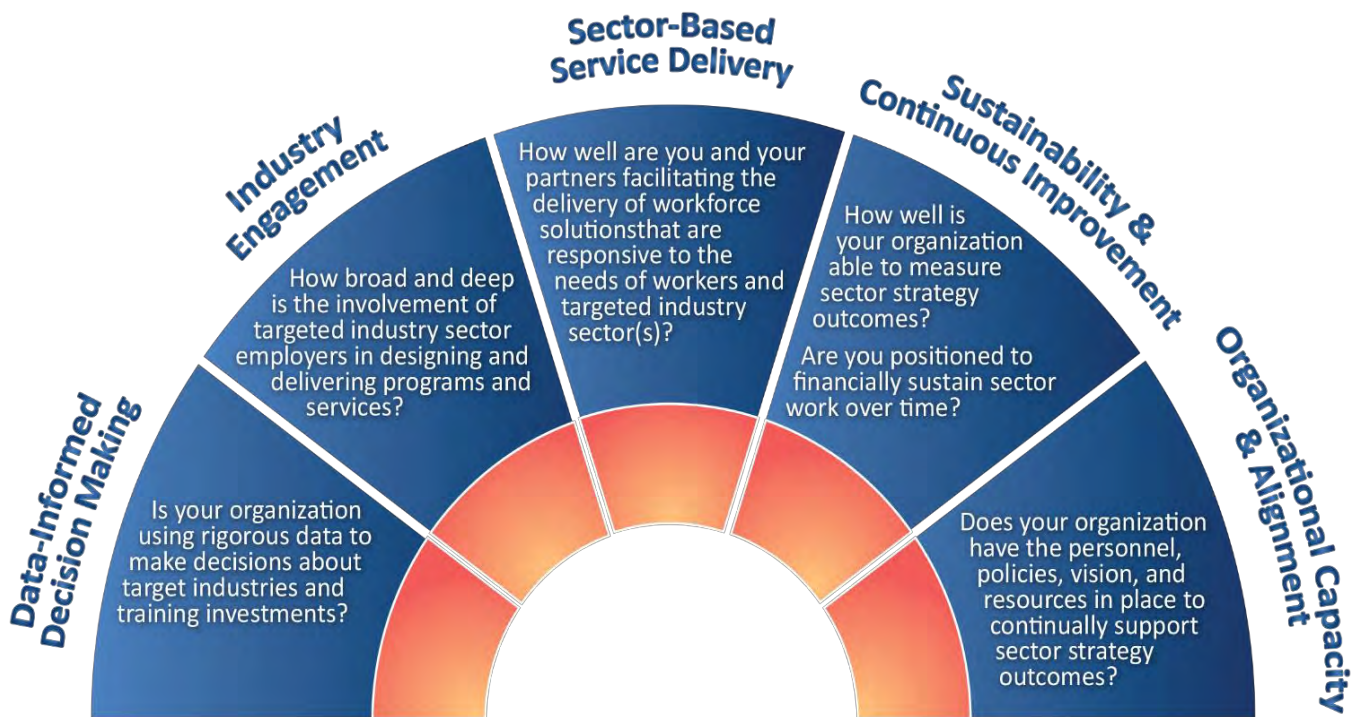 Data-Informed
Decision Making
Is your organization
using rigorous data to
make decisions about
target industries and
training investments?
Industry
Engagement
How broad and deep
is the involvement of
targeted industry sector
employers in designing and
delivering programs and
services?
Sector-Based
Service Delivery
How well are you and your
partners facilitating the
delivery of workforce
solutionsthat are
responsive to the
needs of workers and
targeted industry
sector(s)?
Sustainability &
Continuous Improvement
How well is
your organization
able to measure
sector strategy
outcomes?
Are you positioned to
financially sustain sector
work over time?
Organizational Capacity
& Alignment
Does your organization
have the personnel,
policies, vision, and
resources in place to
continually support
sector strategy
outcomes?